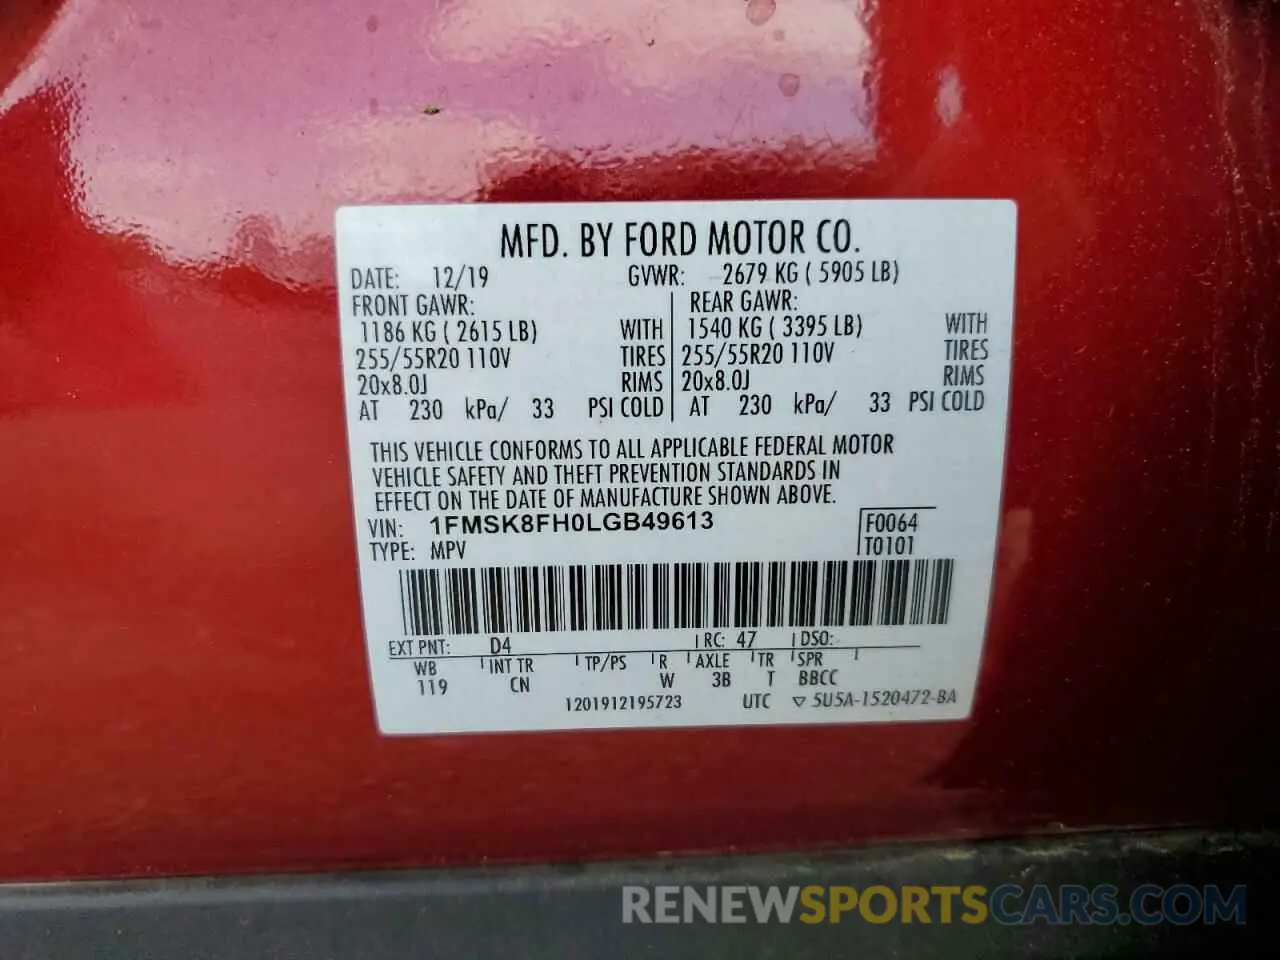 MFD. BY FORD MOTOR CO.
DATE: 12/19 GVWR: 2679 KG ( 5905 LB)
FRONT GAWR: REAR GAWR:
1186 KG ( 2615 LB) WITH 1540 KG ( 3395 LB) WITH
255/55R20 110V TIRES 255/55R20 110V TIRES
20x8.0J RIMS 20x8.0J RIMS
AT 230 kPa/ 33 PSI COLD AT 230 kPa/ 33 PSI COLD
THIS VEHICLE CONFORMS TO ALL APPLICABLE FEDERAL MOTOR
VEHICLE SAFETY AND THEFT PREVENTION STANDARDS IN
EFFECT ON THE DATE OF MANUFACTURE SHOWN ABOVE.
VIN: 1FMSK8FH0LGB49613 F0064
TYPE: MPV T0101
EXT PNT: D4 RC: 47 DSO:
WB INT TR TP/PS R AXLE TR SPR
119 CN W 3B T BBCC
1201912195723 UTC ▽ 5U5A-1520472-BA
RENEWSPORTSCARS.COM